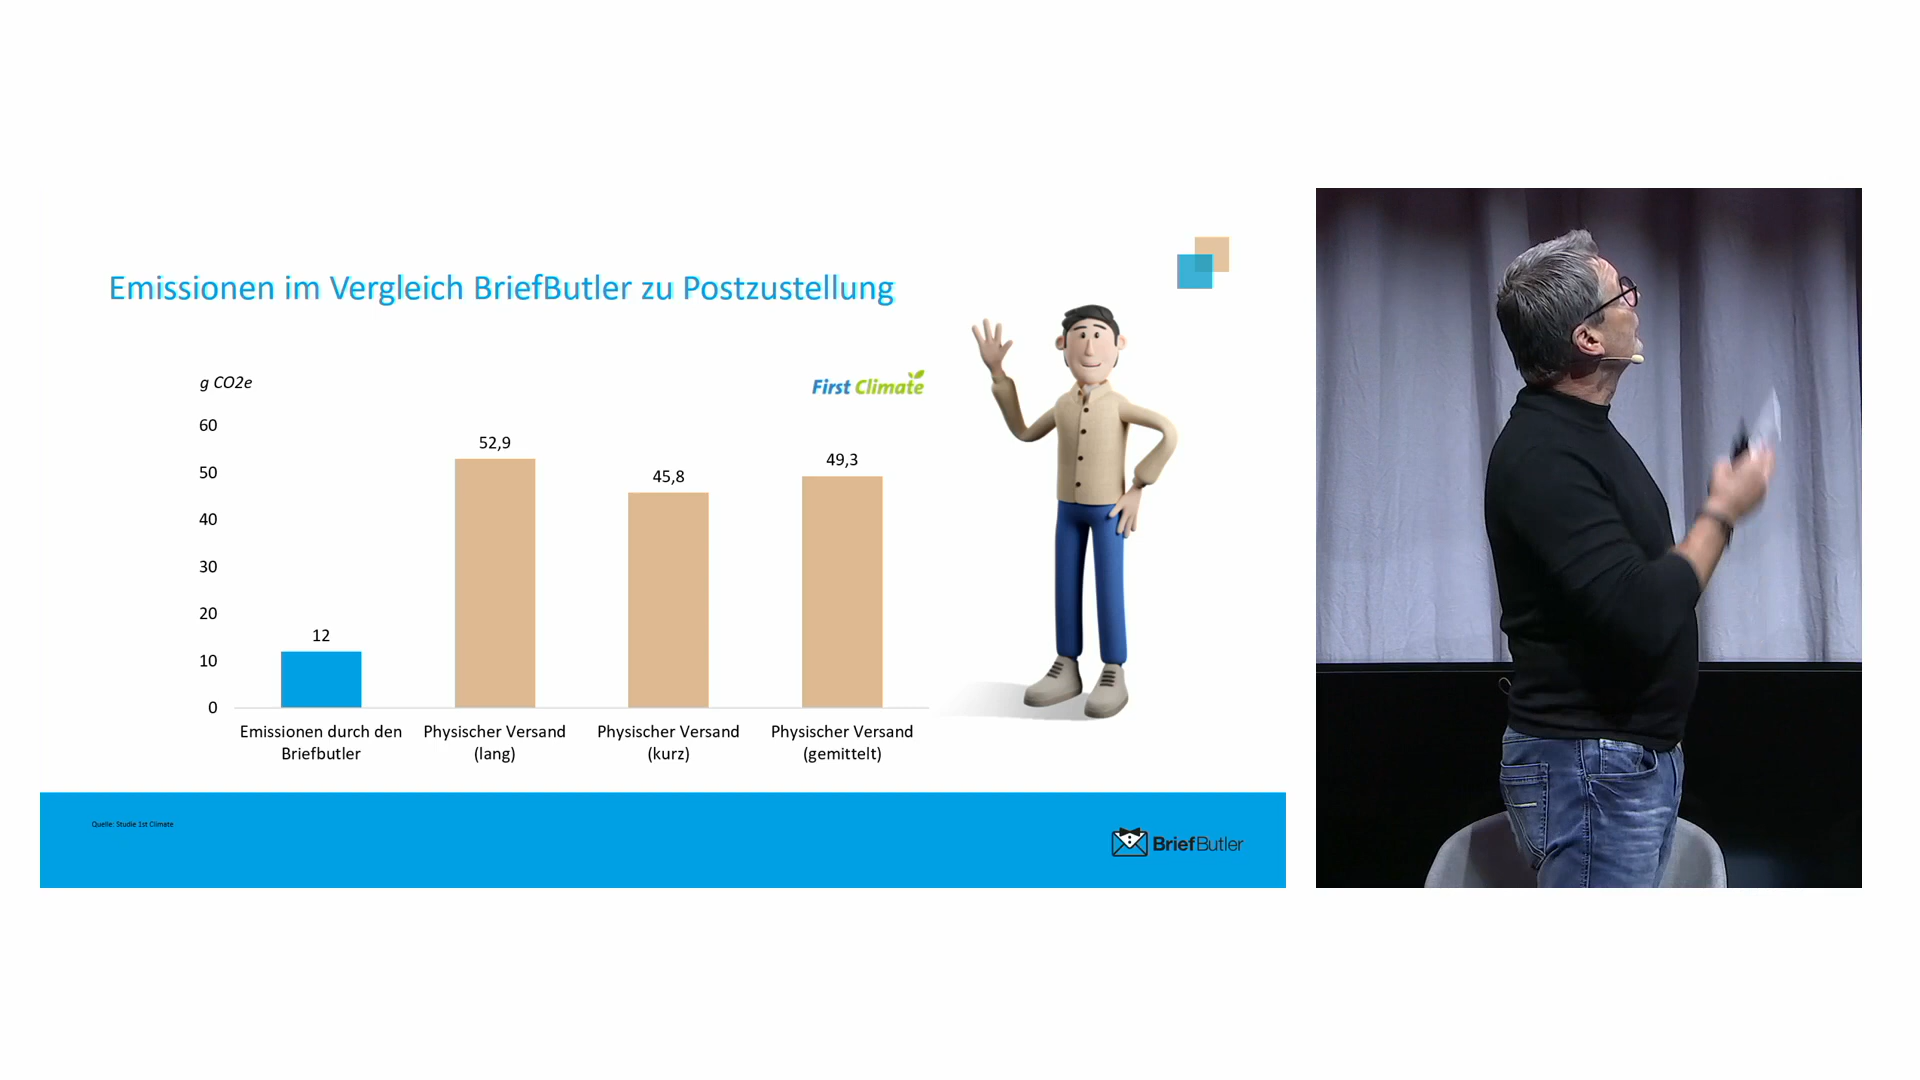 Emissionen im Vergleich BriefButler zu Postzustellung
g CO2e
First Climate
60
50
40
30
20
10
0
12
52,9
45,8
49,3
Emissionen durch den
Briefbutler
Physischer Versand
(lang)
Physischer Versand
(kurz)
Physischer Versand
(gemittelt)
Quelle: Studie 1st Climate
BriefButler